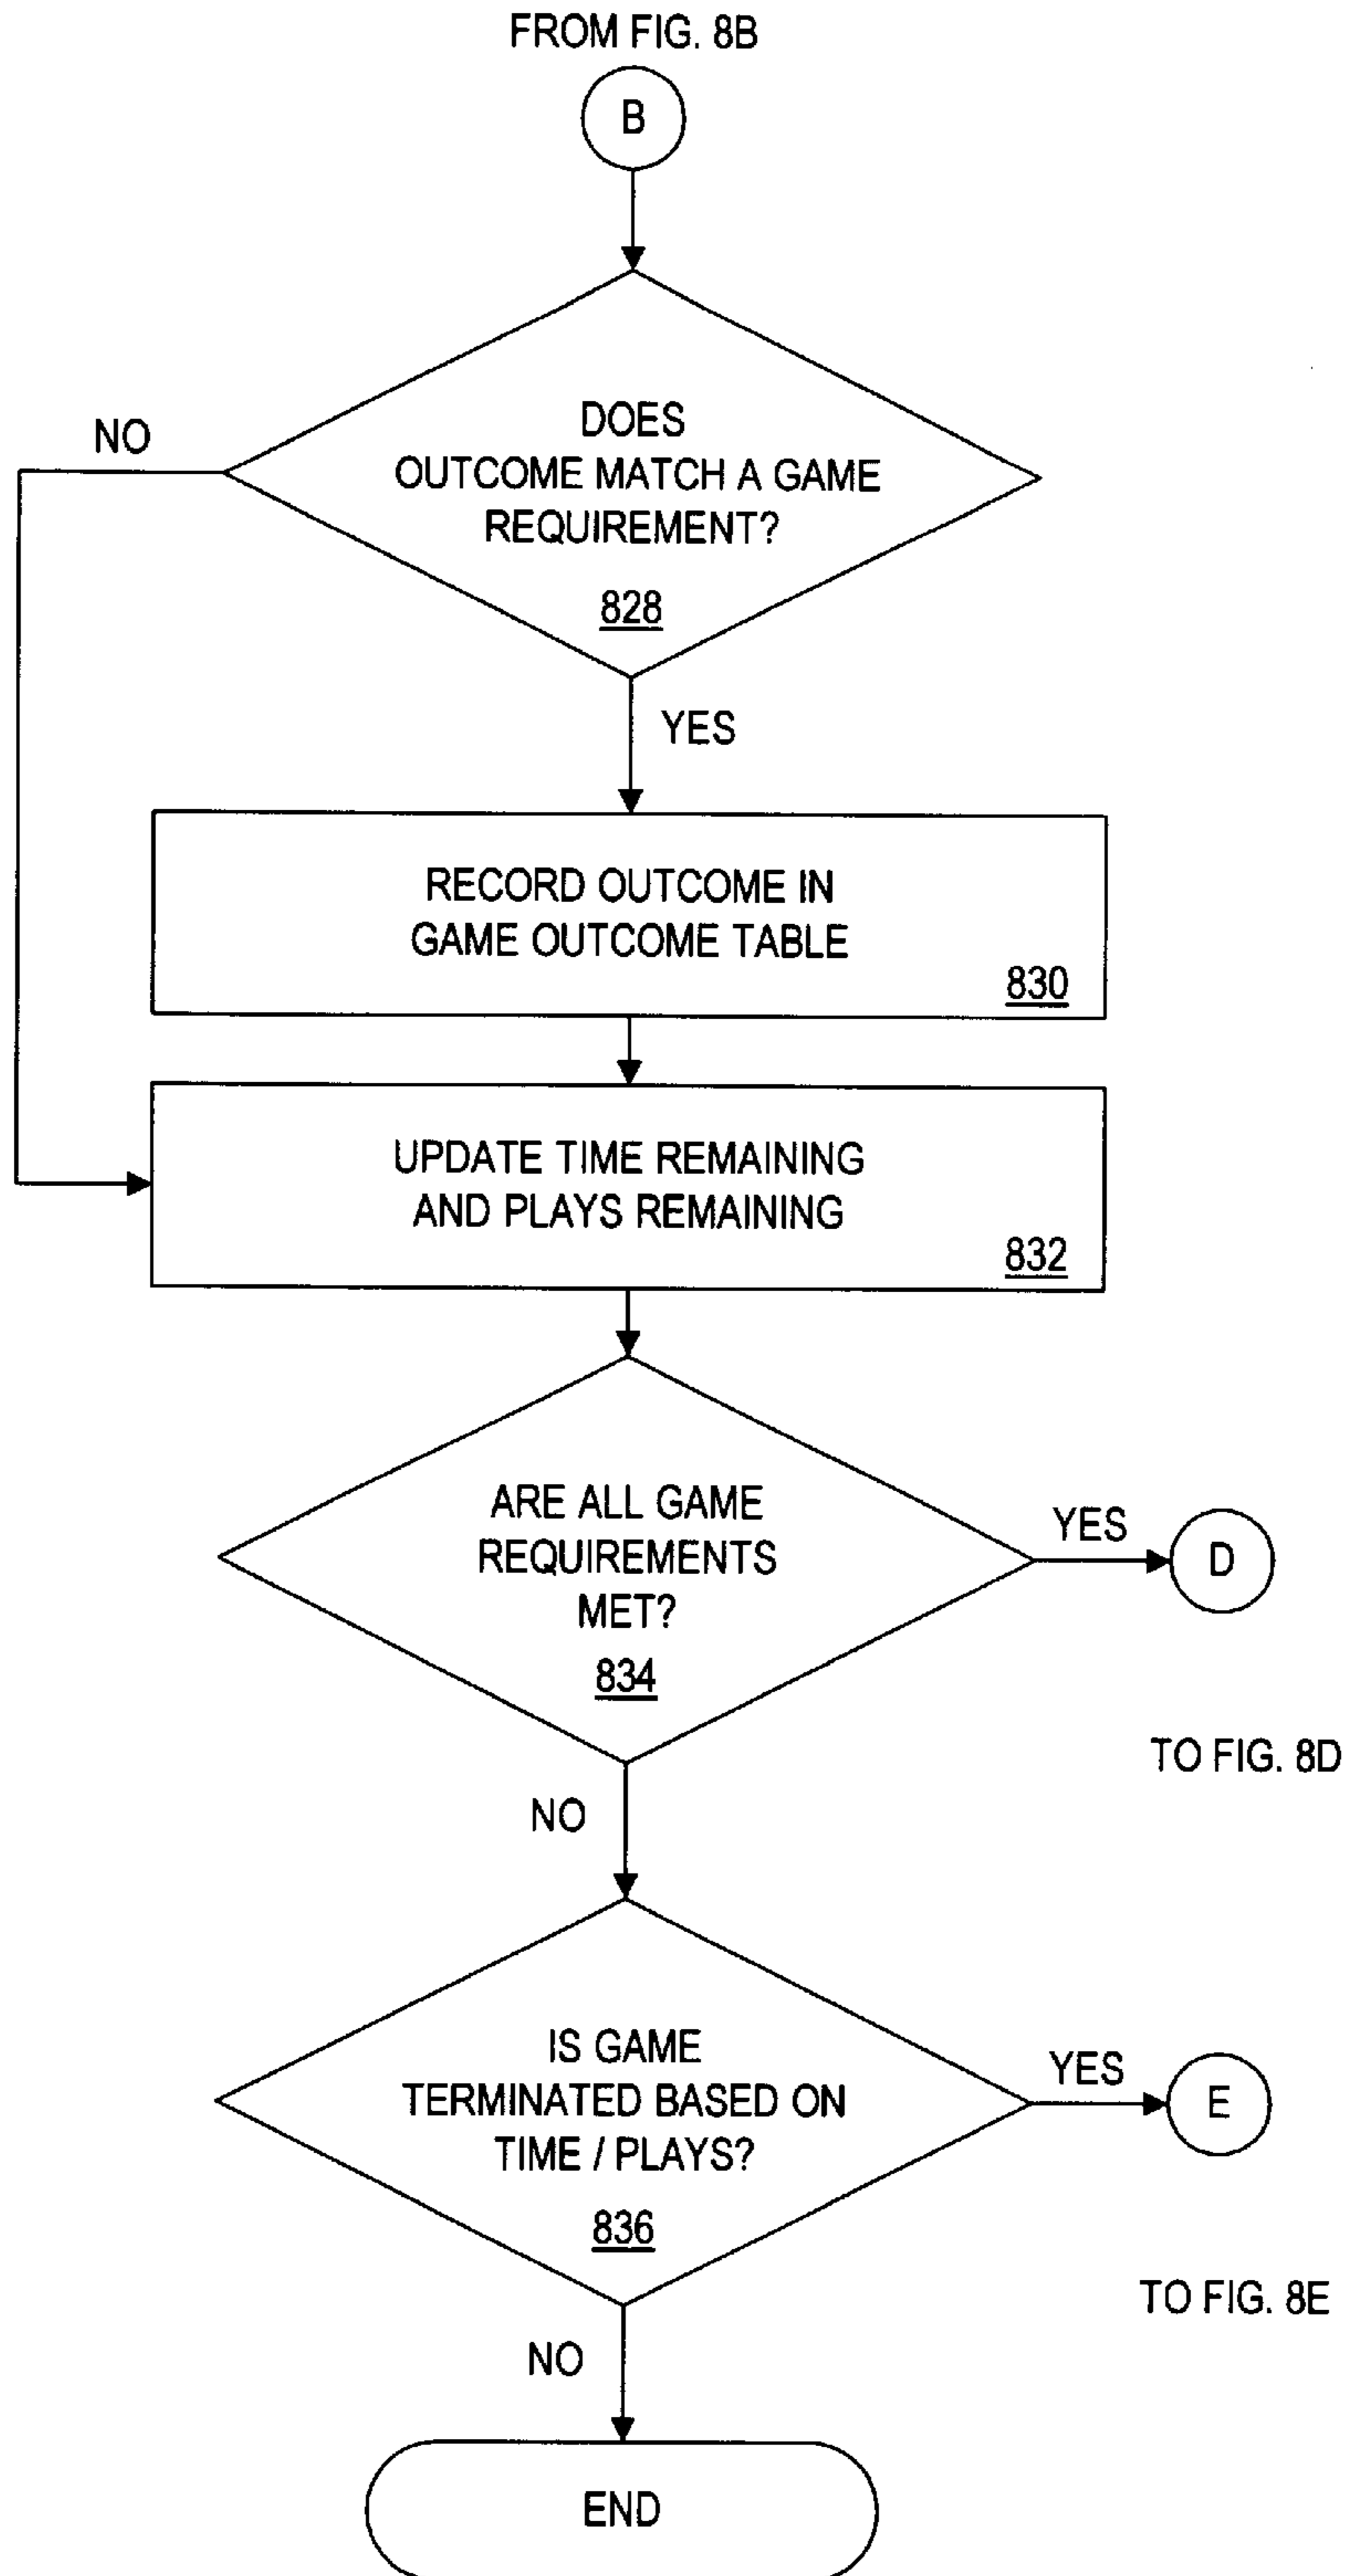 FROM FIG. 8B
B
DOES
OUTCOME MATCH A GAME
REQUIREMENT?
828
NO
YES
RECORD OUTCOME IN
GAME OUTCOME TABLE
830
UPDATE TIME REMAINING
AND PLAYS REMAINING
832
ARE ALL GAME
REQUIREMENTS
MET?
834
YES
D
TO FIG. 8D
NO
IS GAME
TERMINATED BASED ON
TIME / PLAYS?
836
YES
E
TO FIG. 8E
NO
END